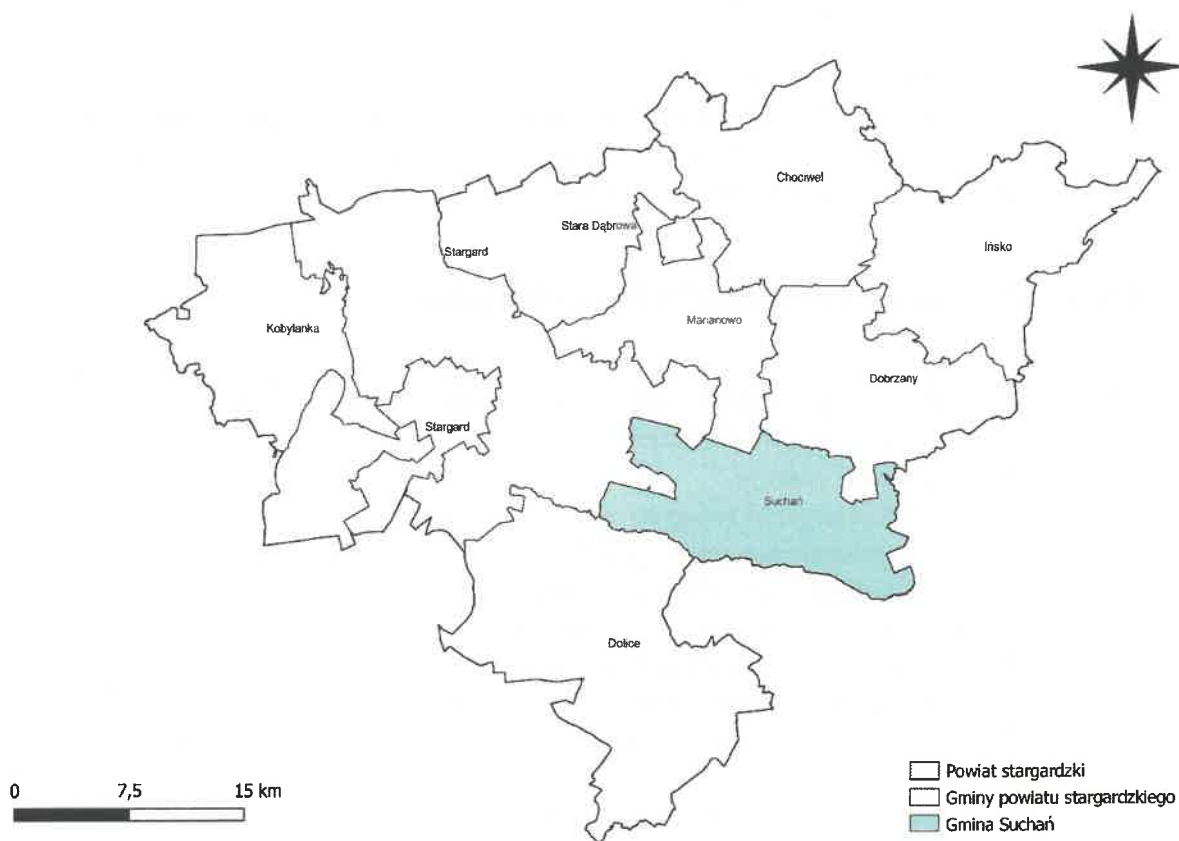 Chociwel
Stara Dąbrowa
Ińsko
Stargard
Marianowo
Kobylanka
Dobrzany
Stargard
Suchań
Dolice
0 7,5 15 km
Powiat stargardzki
Gminy powiatu stargardzkiego
Gmina Suchań